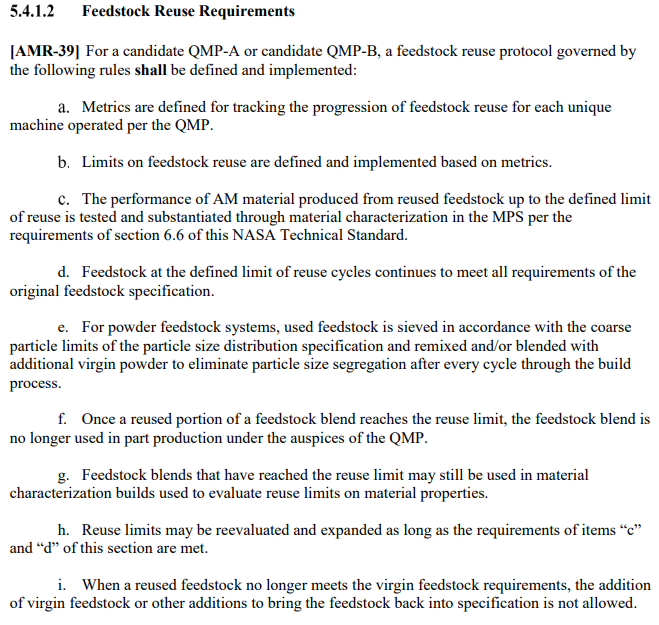 5.4.1.2 Feedstock Reuse Requirements
[AMR-39] For a candidate QMP-A or candidate QMP-B, a feedstock reuse protocol governed by
the following rules shall be defined and implemented:
a. Metrics are defined for tracking the progression of feedstock reuse for each unique
machine operated per the QMP.
b. Limits on feedstock reuse are defined and implemented based on metrics.
c. The performance of AM material produced from reused feedstock up to the defined limit
of reuse is tested and substantiated through material characterization in the MPS per the
requirements of section 6.6 of this NASA Technical Standard.
d. Feedstock at the defined limit of reuse cycles continues to meet all requirements of the
original feedstock specification.
e. For powder feedstock systems, used feedstock is sieved in accordance with the coarse
particle limits of the particle size distribution specification and remixed and/or blended with
additional virgin powder to eliminate particle size segregation after every cycle through the build
process.
f. Once a reused portion of a feedstock blend reaches the reuse limit, the feedstock blend is
no longer used in part production under the auspices of the QMP.
g. Feedstock blends that have reached the reuse limit may still be used in material
characterization builds used to evaluate reuse limits on material properties.
h. Reuse limits may be reevaluated and expanded as long as the requirements of items “c”
and “d” of this section are met.
i. When a reused feedstock no longer meets the virgin feedstock requirements, the addition
of virgin feedstock or other additions to bring the feedstock back into specification is not allowed.